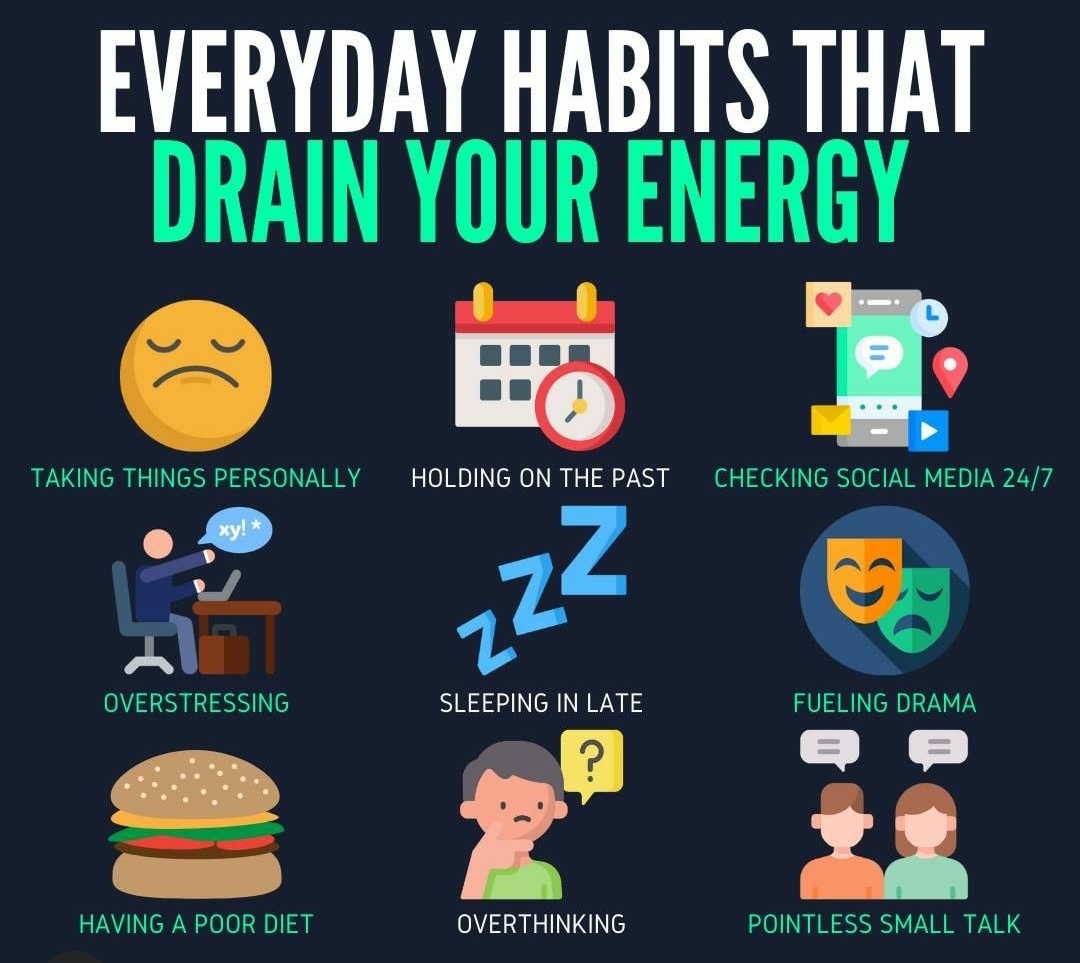 EVERYDAY HABITS THAT
DRAIN YOUR ENERGY
TAKING THINGS PERSONALLY
HOLDING ON THE PAST
CHECKING SOCIAL MEDIA 24/7
xy! *
OVERSTRESSING
SLEEPING IN LATE
FUELING DRAMA
HAVING A POOR DIET
?
OVERTHINKING
POINTLESS SMALL TALK